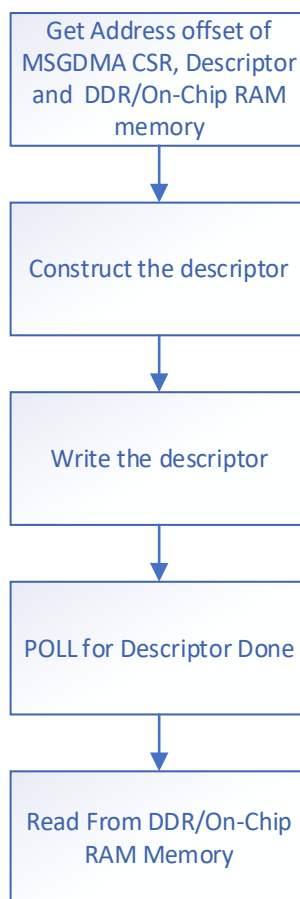 Get Address offset of
MSGDMA CSR, Descriptor
and DDR/On-Chip RAM
memory
Construct the descriptor
Write the descriptor
POLL for Descriptor Done
Read From DDR/On-Chip
RAM Memory